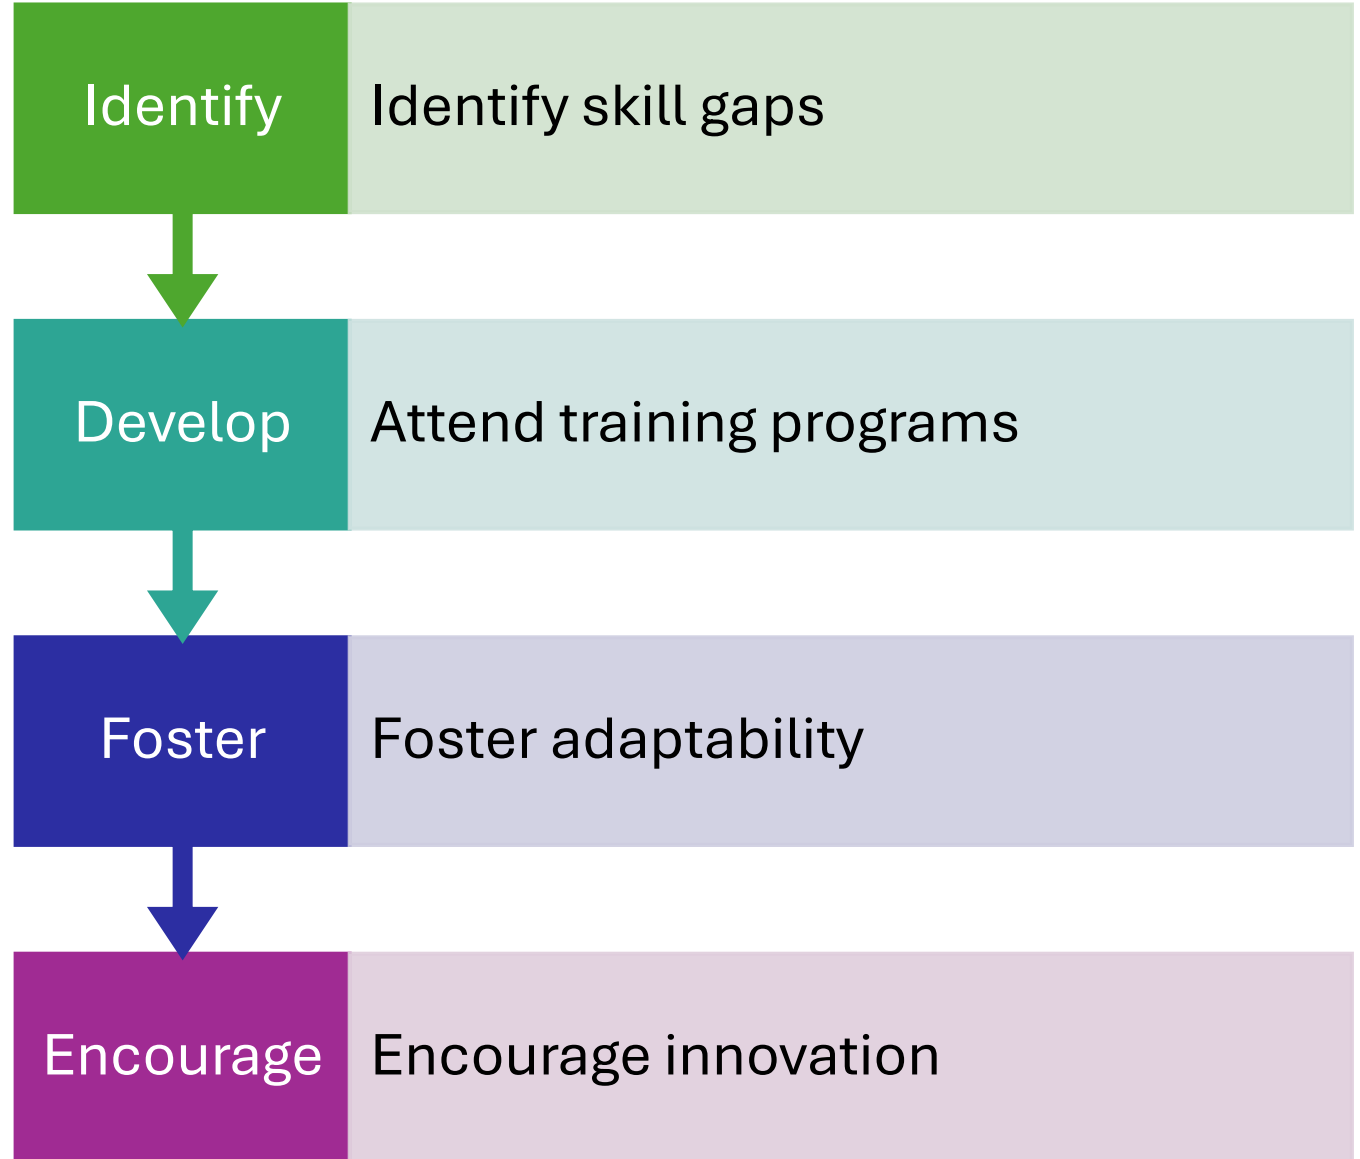 Identify
Identify skill gaps
Develop
Attend training programs
Foster
Foster adaptability
Encourage
Encourage innovation